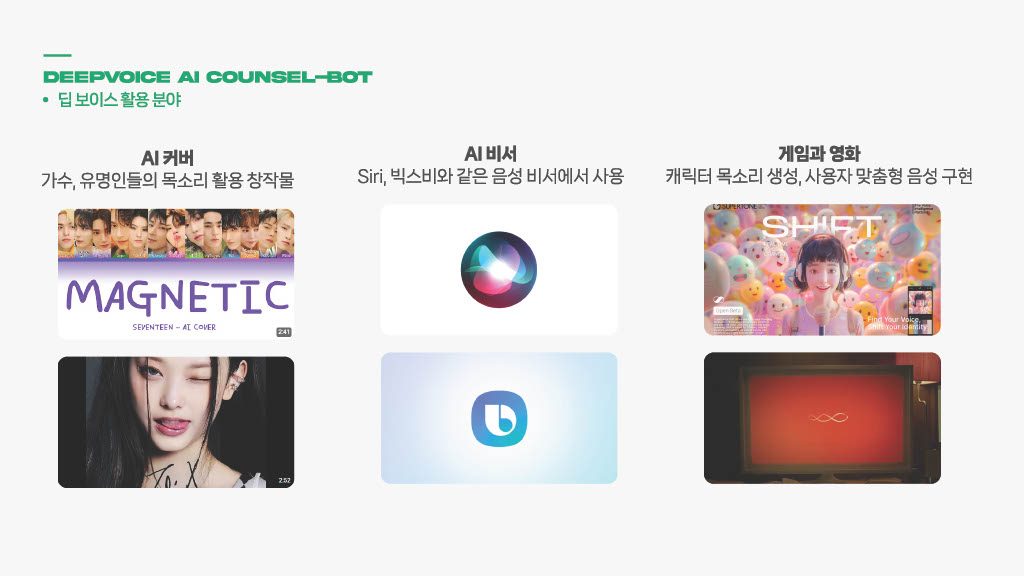 DEEPVOICE AI COUNSEL-BOT
• 딥 보이스 활용 분야
AI 커버
가수, 유명인들의 목소리 활용 창작물
MAGNETIC
SEVENTEEN - AI COVER
2:41
To. X
2:52
AI 비서
Siri, 빅스비와 같은 음성 비서에서 사용
게임과 영화
캐릭터 목소리 생성, 사용자 맞춤형 음성 구현
SUPERTONE
SHIFT
Open Beta
Find Your Voice,
Shift Your Identity